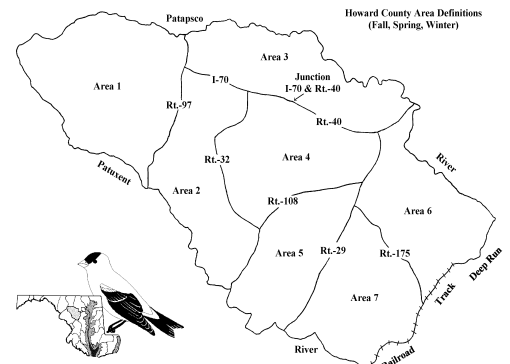 Howard County Area Definitions
(Fall, Spring, Winter)
Patapsco
Area 3
Area 1
I-70
Junction
I-70 & Rt.-40
Rt.-97
Rt.-40
River
Rt.-32
Area 4
Patuxent
Area 2
Rt.-108
Area 6
Area 5
Rt.-29
Rt.-175
Deep Run
Track
Area 7
River
Railroad